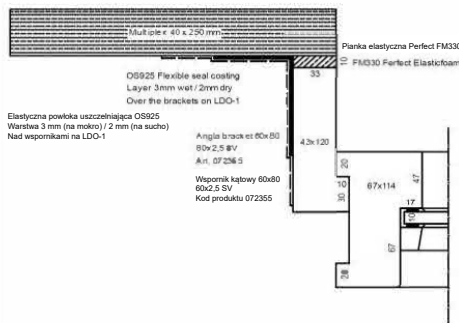 Multiplex 40 x 250 mm
Pianka elastyczna Perfect FM330
10
FM330 Perfect Elasticfoam
33
OS925 Flexible seal coating
Layer 3mm wet / 2mm dry
Over the brackets on LDO-1
Elastyczna powłoka uszczelniająca OS925
Warstwa 3 mm (na mokro) / 2 mm (na sucho)
Nad wspornikami na LDO-1
Angle bracket 60x80
60x2,5 SV
Art. 072355
43x120
Wspornik kątowy 60x80
60x2,5 SV
Kod produktu 072355
20
10
30
67x114
47
17
10
67
28